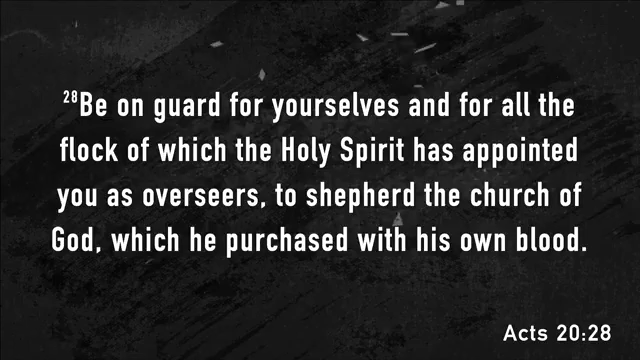 ²⁸Be on guard for yourselves and for all the
flock of which the Holy Spirit has appointed
you as overseers, to shepherd the church of
God, which he purchased with his own blood.
Acts 20:28